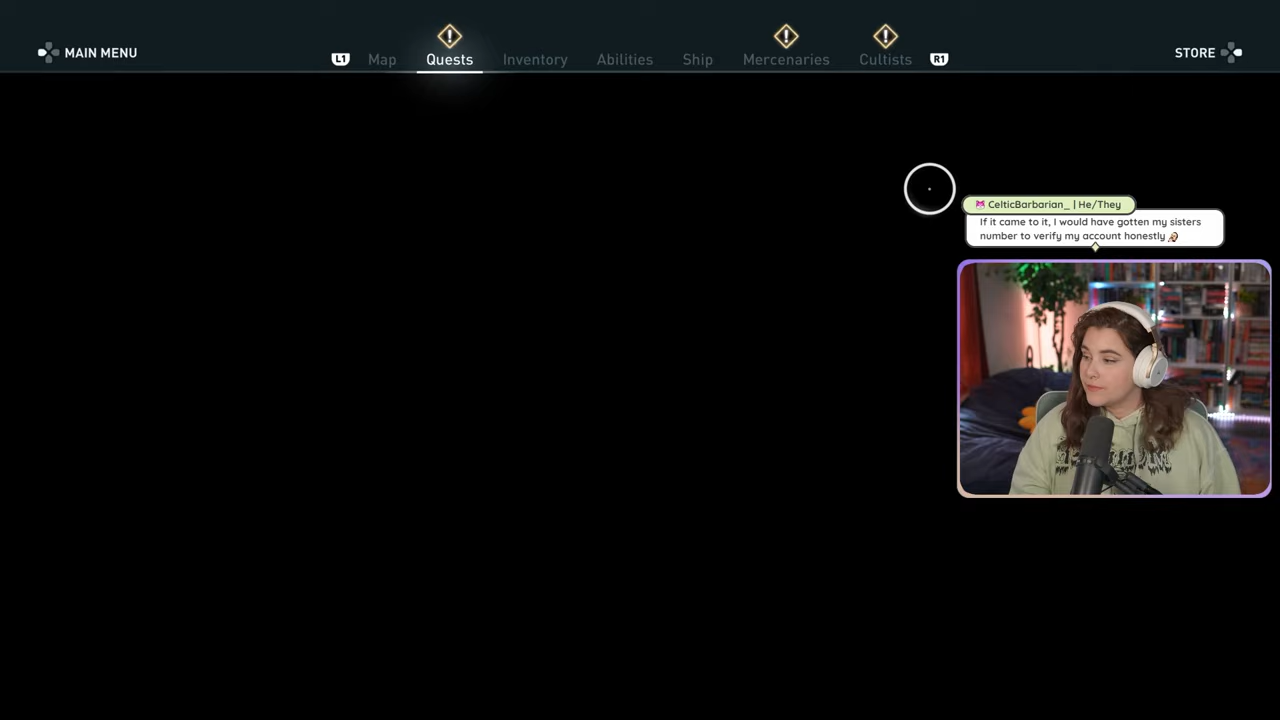 MAIN MENU
L1 Map Quests Inventory Abilities Ship Mercenaries Cultists R1
STORE
CelticBarbarian_ | He/They
If it came to it, I would have gotten my sisters
number to verify my account honestly